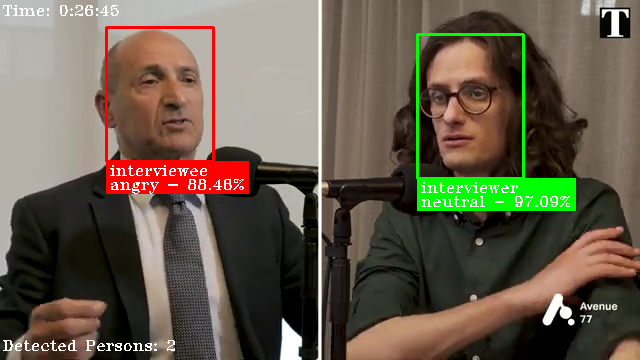 Time: 0:26:45
T
interviewee
angry - 88.46%
interviewer
neutral - 97.09%
Avenue
77
Detected Persons: 2